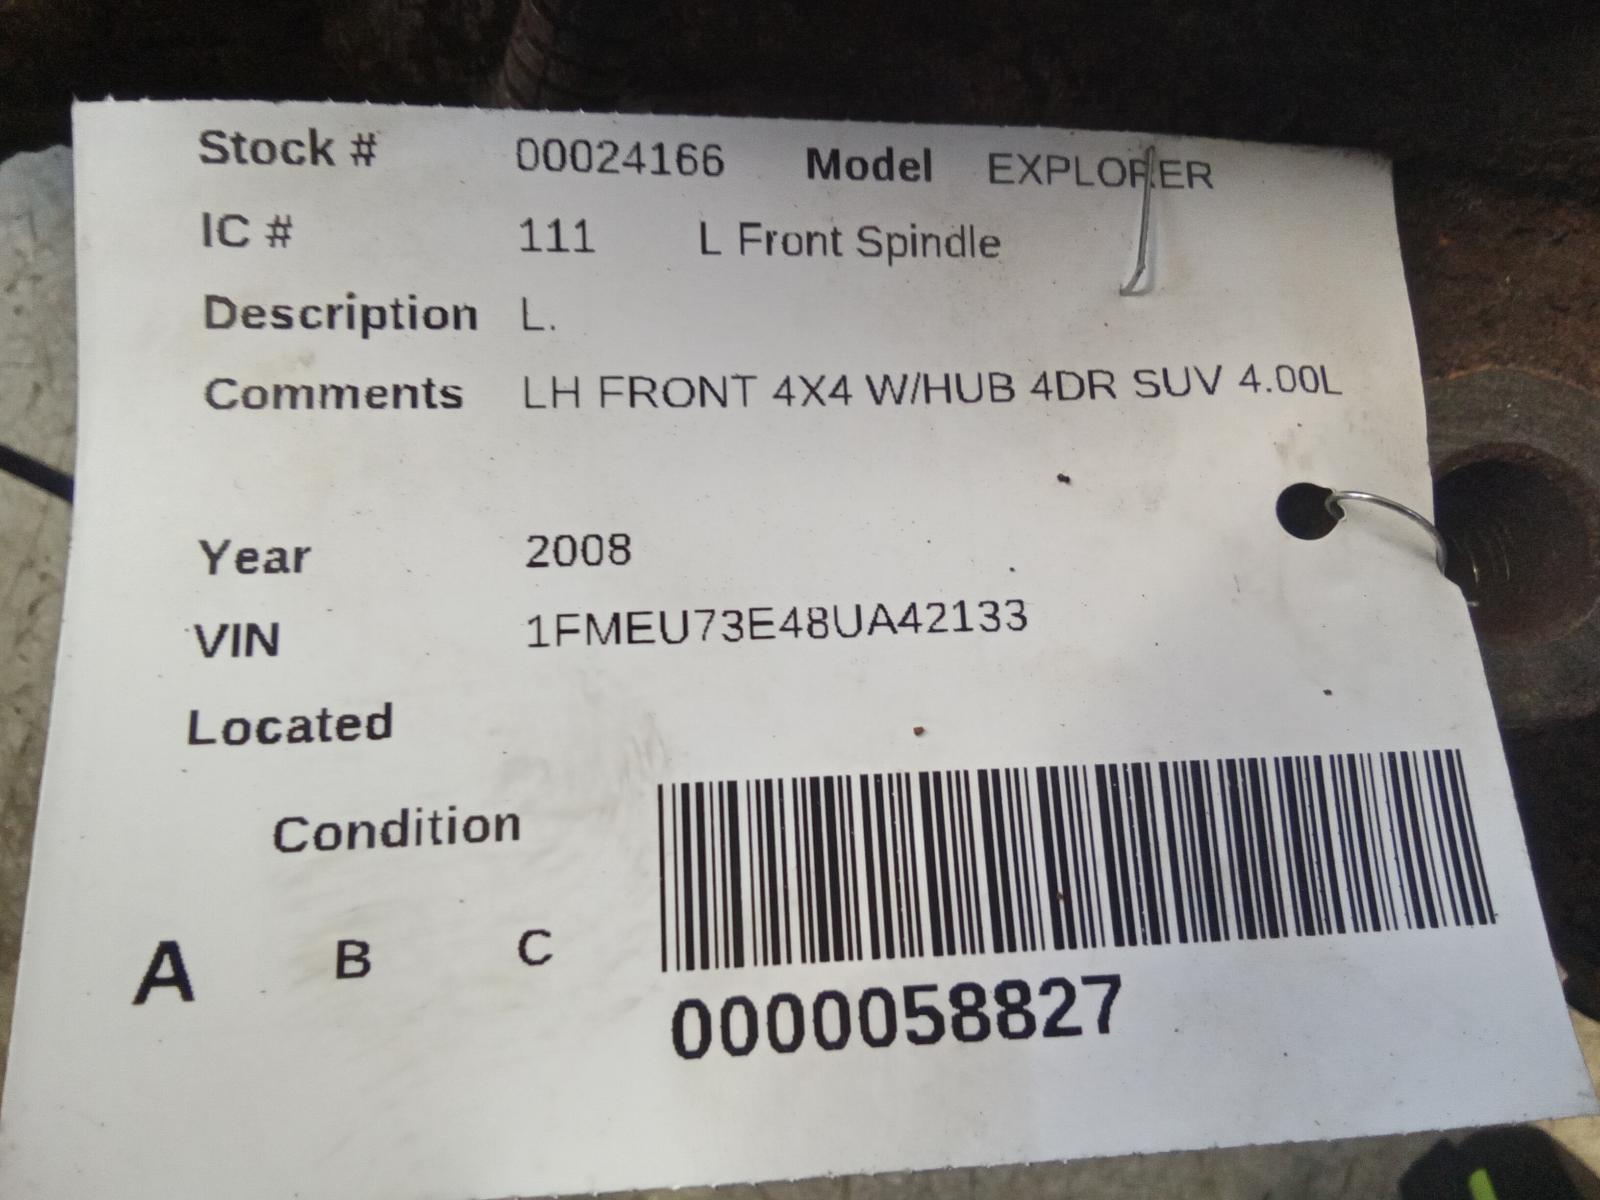 Stock # 00024166 Model EXPLORER
IC # 111 L Front Spindle
Description L.
Comments LH FRONT 4X4 W/HUB 4DR SUV 4.00L
Year 2008
VIN 1FMEU73E48UA42133
Located
Condition
A B C
0000058827